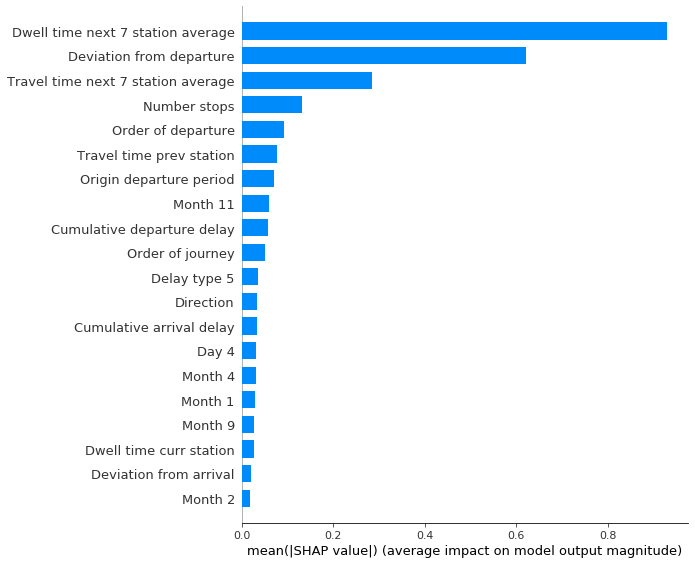 Dwell time next 7 station average
Deviation from departure
Travel time next 7 station average
Number stops
Order of departure
Travel time prev station
Origin departure period
Month 11
Cumulative departure delay
Order of journey
Delay type 5
Direction
Cumulative arrival delay
Day 4
Month 4
Month 1
Month 9
Dwell time curr station
Deviation from arrival
Month 2
0.0 0.2 0.4 0.6 0.8
mean(|SHAP value|) (average impact on model output magnitude)